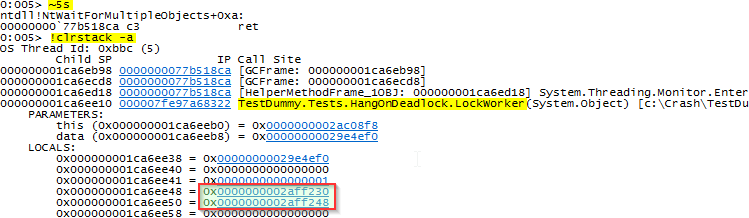 0:005> ~5s
ntdll!NtWaitForMultipleObjects+0xa:
00000000`77b518ca c3 ret
0:005> !clrstack -a
OS Thread Id: 0xbbc (5)
Child SP IP Call Site
000000001ca6eb98 0000000077b518ca [GCFrame: 000000001ca6eb98]
000000001ca6ecd8 0000000077b518ca [GCFrame: 000000001ca6ecd8]
000000001ca6ed18 0000000077b518ca [HelperMethodFrame_1OBJ: 000000001ca6ed18] System.Threading.Monitor.Enter
000000001ca6ee10 000007fe97a68322 TestDummy.Tests.HangOnDeadlock.LockWorker(System.Object) [c:\Crash\TestDu
PARAMETERS:
this (0x000000001ca6eeb0) = 0x0000000002ac08f8
data (0x000000001ca6eeb8) = 0x00000000029e4ef0
LOCALS:
0x000000001ca6ee38 = 0x00000000029e4ef0
0x000000001ca6ee40 = 0x0000000000000000
0x000000001ca6ee41 = 0x0000000000000001
0x000000001ca6ee48 = 0x0000000002aff230
0x000000001ca6ee50 = 0x0000000002aff248
0x000000001ca6ee58 = 0x0000000000000000